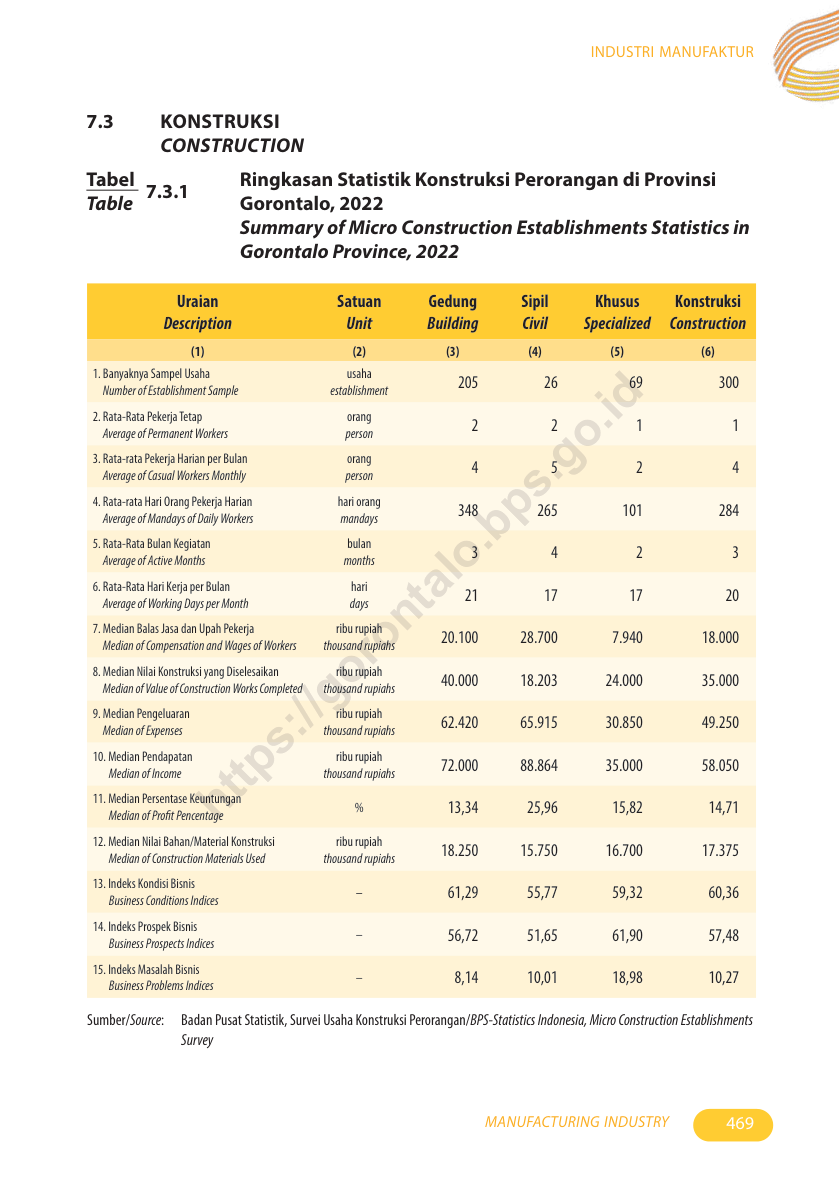 INDUSTRI MANUFAKTUR
7.3 KONSTRUKSI
CONSTRUCTION
Tabel
Table
7.3.1
Ringkasan Statistik Konstruksi Perorangan di Provinsi
Gorontalo, 2022
Summary of Micro Construction Establishments Statistics in
Gorontalo Province, 2022
Uraian Satuan Gedung Sipil Khusus Konstruksi
Description Unit Building Civil Specialized Construction
(1) (2) (3) (4) (5) (6)
1. Banyaknya Sampel Usaha usaha
Number of Establishment Sample establishment
205 26 69 300
2. Rata-Rata Pekerja Tetap orang
Average of Permanent Workers person
2 2 1 1
3. Rata-rata Pekerja Harian per Bulan orang
Average of Casual Workers Monthly person
4 5 2 4
4. Rata-rata Hari Orang Pekerja Harian hari orang
Average of Mandays of Daily Workers mandays
348 265 101 284
5. Rata-Rata Bulan Kegiatan bulan
Average of Active Months months
3 4 2 3
6. Rata-Rata Hari Kerja per Bulan hari
Average of Working Days per Month days
21 17 17 20
7. Median Balas Jasa dan Upah Pekerja ribu rupiah
Median of Compensation and Wages of Workers thousand rupiahs
20.100 28.700 7.940 18.000
8. Median Nilai Konstruksi yang Diselesaikan ribu rupiah
Median of Value of Construction Works Completed thousand rupiahs
40.000 18.203 24.000 35.000
9. Median Pengeluaran ribu rupiah
Median of Expenses thousand rupiahs
62.420 65.915 30.850 49.250
10. Median Pendapatan ribu rupiah
Median of Income thousand rupiahs
72.000 88.864 35.000 58.050
11. Median Persentase Keuntungan
Median of Profit Pencentage
% 13,34 25,96 15,82 14,71
12. Median Nilai Bahan/Material Konstruksi ribu rupiah
Median of Construction Materials Used thousand rupiahs
18.250 15.750 16.700 17.375
13. Indeks Kondisi Bisnis
Business Conditions Indices
– 61,29 55,77 59,32 60,36
14. Indeks Prospek Bisnis
Business Prospects Indices
– 56,72 51,65 61,90 57,48
15. Indeks Masalah Bisnis
Business Problems Indices
– 8,14 10,01 18,98 10,27
Sumber/Source: Badan Pusat Statistik, Survei Usaha Konstruksi Perorangan/BPS-Statistics Indonesia, Micro Construction Establishments
Survey
https://gorontalo.bps.go.id
MANUFACTURING INDUSTRY 469